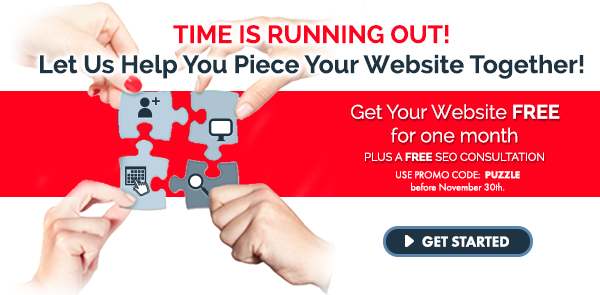 TIME IS RUNNING OUT!
Let Us Help You Piece Your Website Together!
Get Your Website FREE
for one month
PLUS A FREE SEO CONSULTATION
USE PROMO CODE: PUZZLE
before November 30th.
GET STARTED